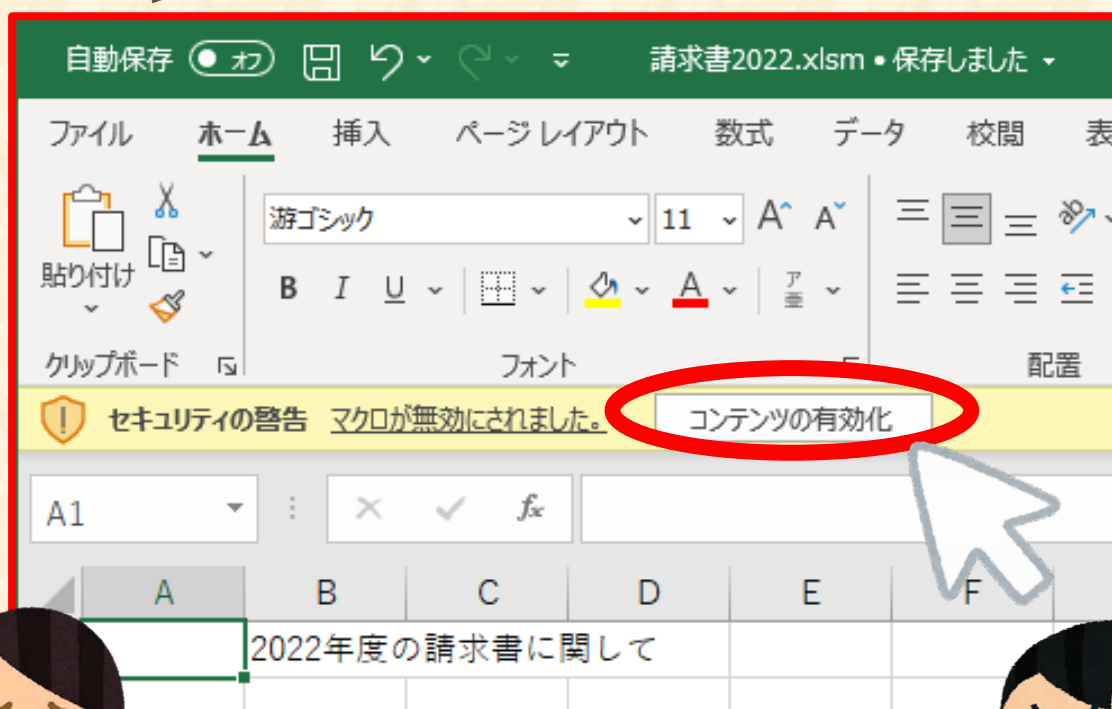 自動保存 オフ 請求書2022.xlsm • 保存しました
ファイル ホーム 挿入 ページ レイアウト 数式 データ 校閲 表
貼り付け 游ゴシック 11 A A ab
B I U A ア亜
クリップボード フォント 配置
セキュリティの警告 マクロが無効にされました。 コンテンツの有効化
A1 fx
A B C D E F
2022年度の請求書に関して